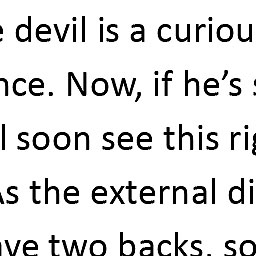 devil is a curiou
nce. Now, if he’s
soon see this rig
As the external di
ave two backs, so